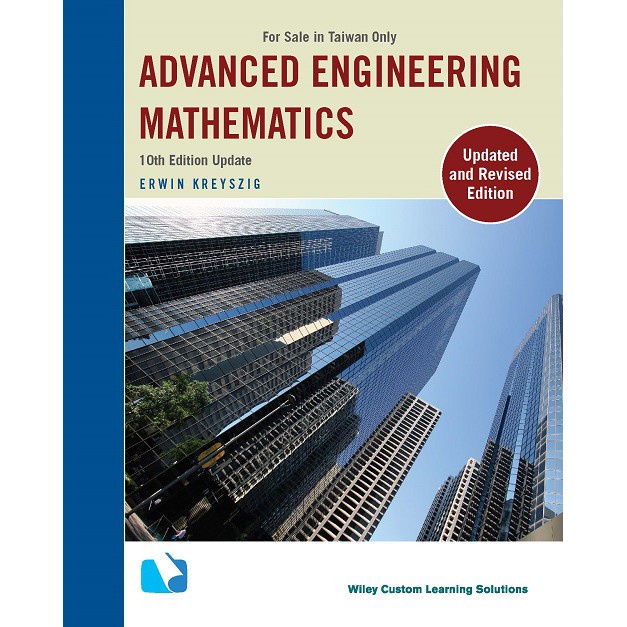 For Sale in Taiwan Only
ADVANCED ENGINEERING
MATHEMATICS
10th Edition Update
ERWIN KREYSZIG
Updated
and Revised
Edition
Wiley Custom Learning Solutions